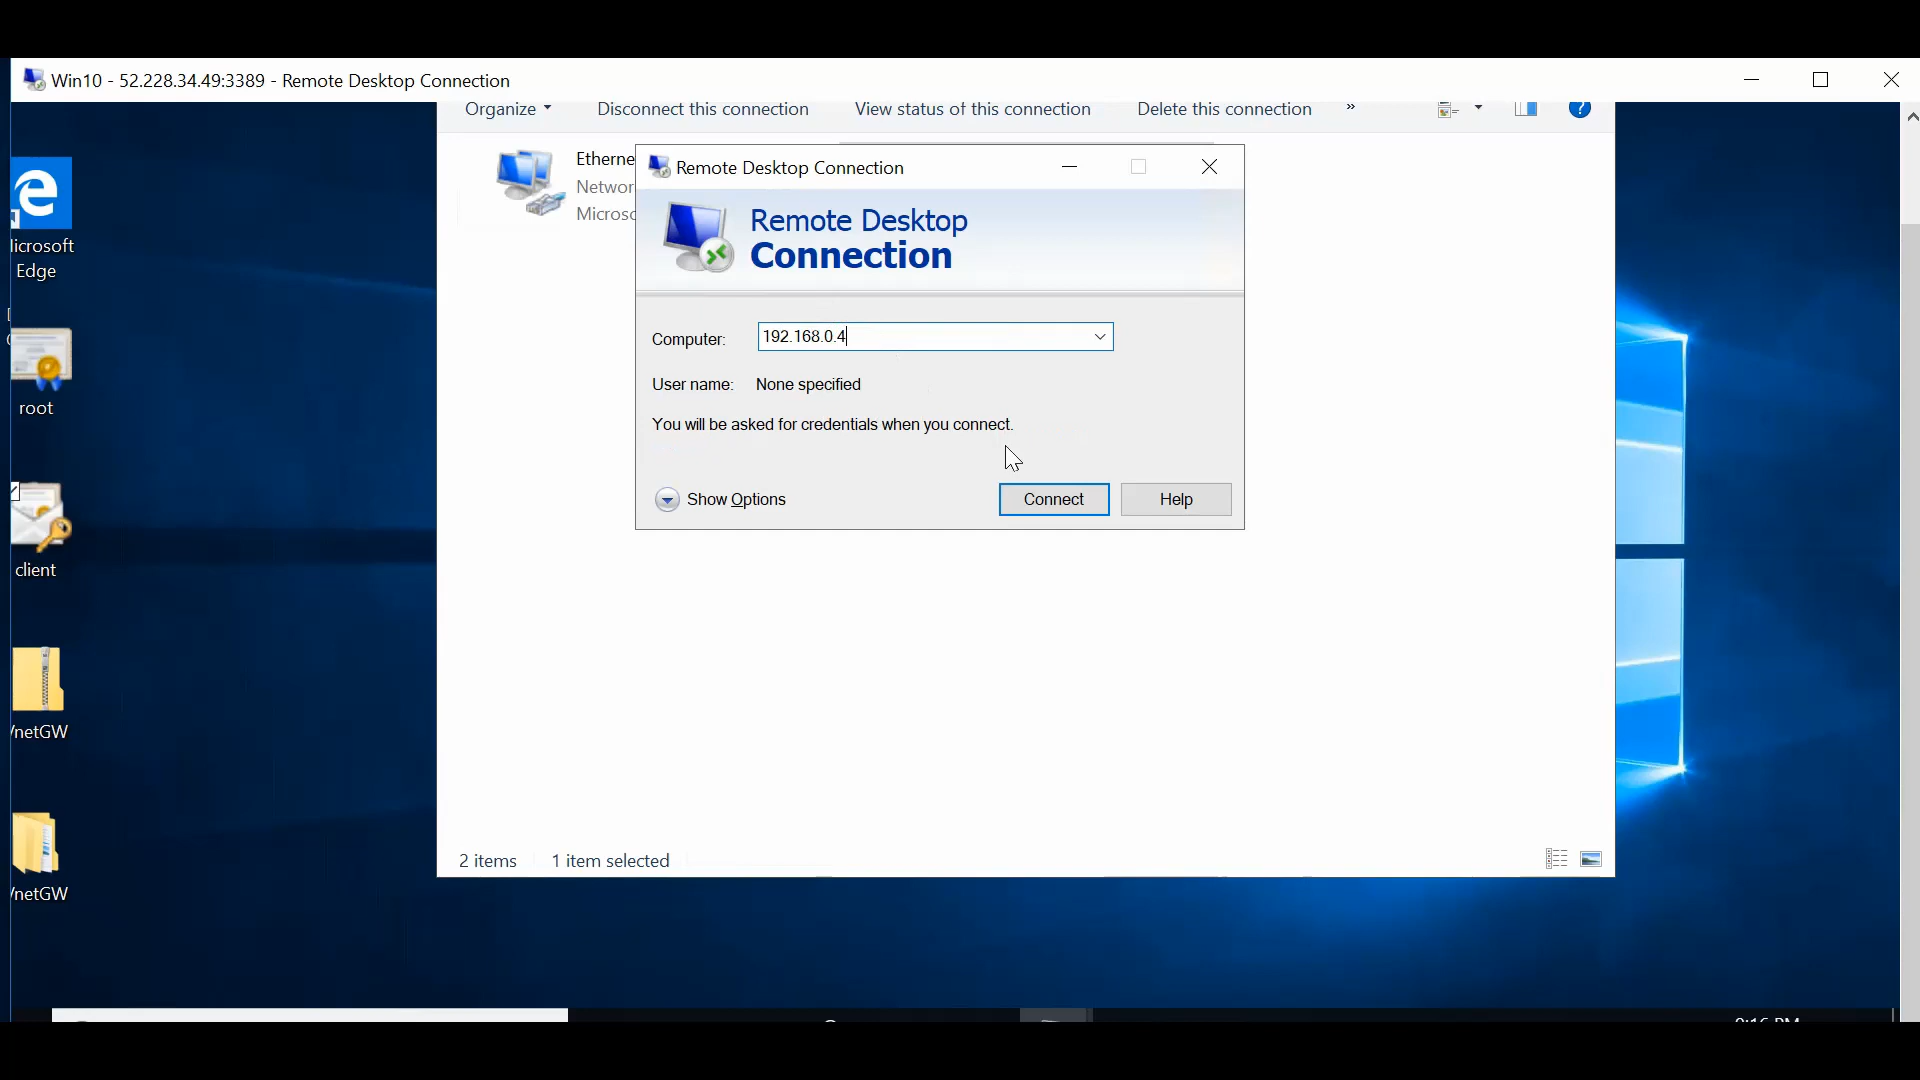 Win10 - 52.228.34.49:3389 - Remote Desktop Connection
Organize
Disconnect this connection
View status of this connection
Delete this connection
»
Etherne
Networ
Microsc
Remote Desktop Connection
Remote Desktop
Connection
Computer:
192.168.0.4
User name:
None specified
You will be asked for credentials when you connect.
Show Options
Connect
Help
licrosoft
Edge
root
client
/netGW
/netGW
2 items
1 item selected